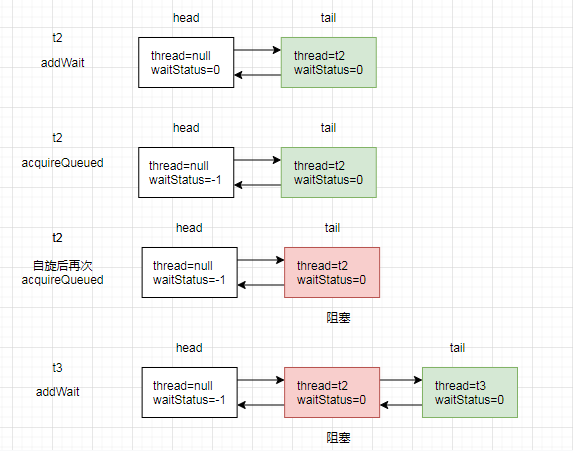 head
tail
t2
addWait
thread=null
waitStatus=0
thread=t2
waitStatus=0
head
tail
t2
acquireQueued
thread=null
waitStatus=-1
thread=t2
waitStatus=0
head
tail
t2
自旋后再次
acquireQueued
thread=null
waitStatus=-1
thread=t2
waitStatus=0
阻塞
head
tail
t3
addWait
thread=null
waitStatus=-1
thread=t2
waitStatus=0
thread=t3
waitStatus=0
阻塞